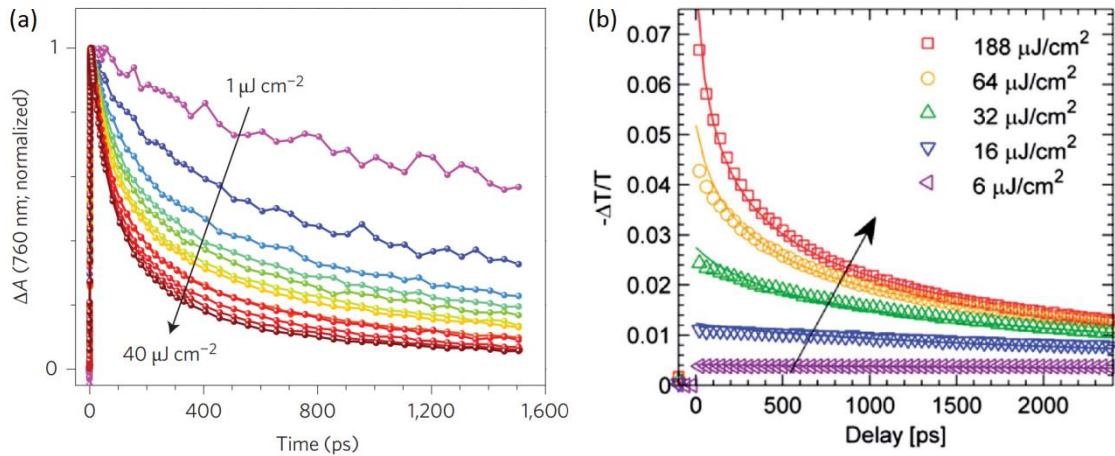 (a)
ΔA (760 nm; normalized)
1
0
1 µJ cm⁻²
40 µJ cm⁻²
0 400 800 1,200 1,600
Time (ps)
(b)
-ΔT/T
0.07
0.06
0.05
0.04
0.03
0.02
0.01
0
188 µJ/cm²
64 µJ/cm²
32 µJ/cm²
16 µJ/cm²
6 µJ/cm²
0 500 1000 1500 2000
Delay [ps]